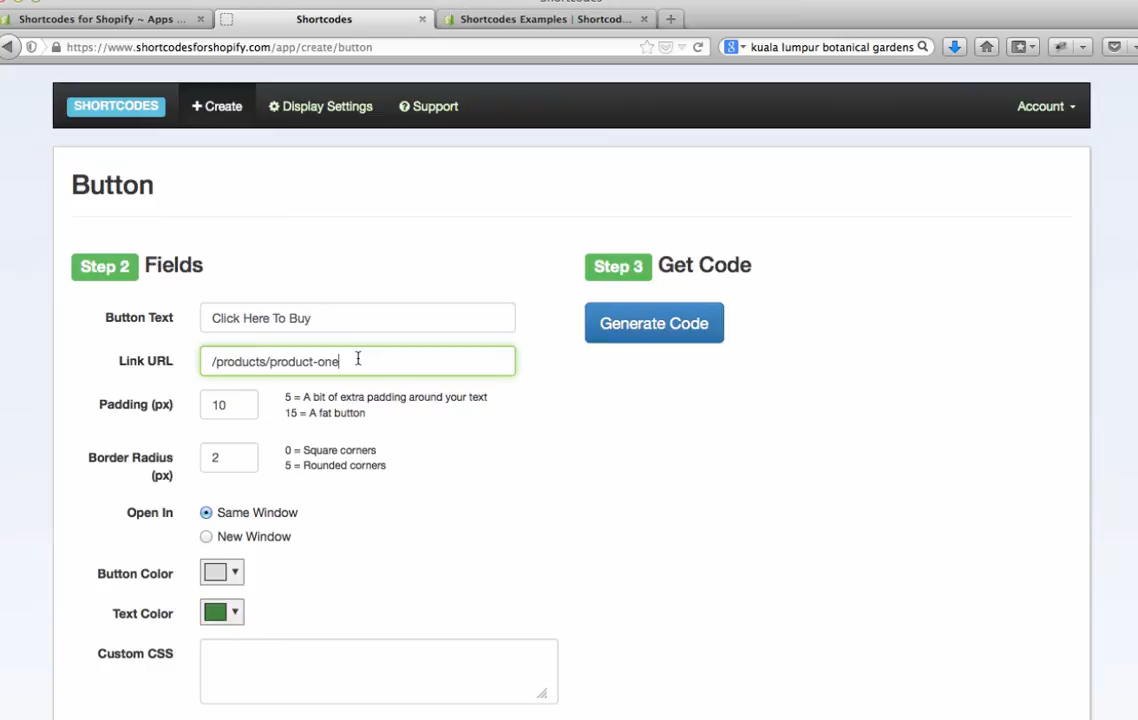 Shortcodes
Shortcodes for Shopify ~ Apps ...
Shortcodes
Shortcodes Examples | Shortcod...
https://www.shortcodesforshopify.com/app/create/button
kuala lumpur botanical gardens
SHORTCODES
Create
Display Settings
Support
Account
Button
Step 2 Fields
Step 3 Get Code
Button Text
Click Here To Buy
Generate Code
Link URL
/products/product-one
Padding (px)
10
5 = A bit of extra padding around your text
15 = A fat button
Border Radius
(px)
2
0 = Square corners
5 = Rounded corners
Open In
Same Window
New Window
Button Color
Text Color
Custom CSS